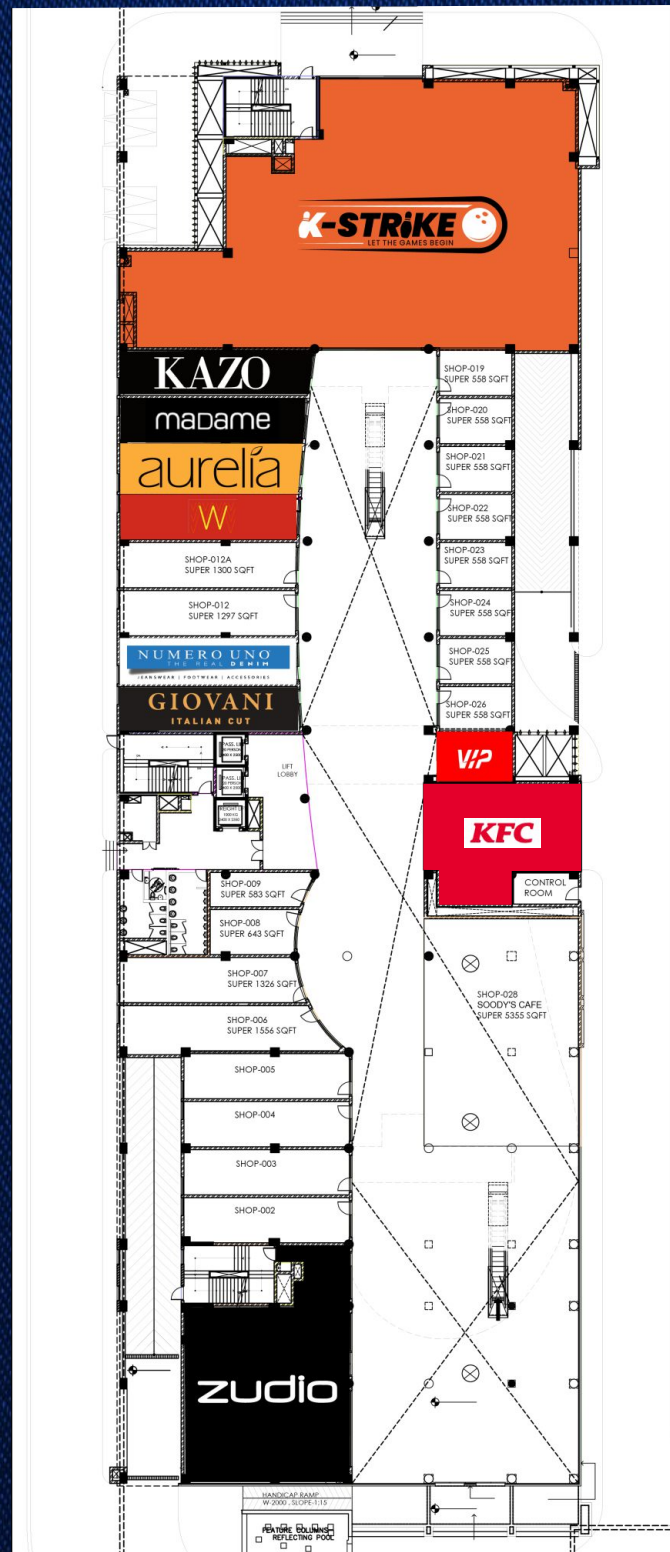 K-STRiKE
LET THE GAMES BEGIN
KAZO
maDame
aurelia
W
SHOP-012A
SUPER 1300 SQFT
SHOP-012
SUPER 1297 SQFT
NUMERO UNO
THE REAL DENIM
JEANSWEAR | FOOTWEAR | ACCESSORIES
GIOVANI
ITALIAN CUT
SHOP-019
SUPER 558 SQFT
SHOP-020
SUPER 558 SQFT
SHOP-021
SUPER 558 SQFT
SHOP-022
SUPER 558 SQFT
SHOP-023
SUPER 558 SQFT
SHOP-024
SUPER 558 SQFT
SHOP-025
SUPER 558 SQFT
SHOP-026
SUPER 558 SQFT
LIFT
LOBBY
VIP
KFC
CONTROL
ROOM
SHOP-009
SUPER 583 SQFT
SHOP-008
SUPER 643 SQFT
SHOP-007
SUPER 1326 SQFT
SHOP-006
SUPER 1556 SQFT
SHOP-028
SOODY'S CAFE
SUPER 5355 SQFT
SHOP-005
SHOP-004
SHOP-003
SHOP-002
zudio
HANDICAP RAMP
W-2000 , SLOPE-1:15
FEATURE COLUMNS
REFLECTING POOL